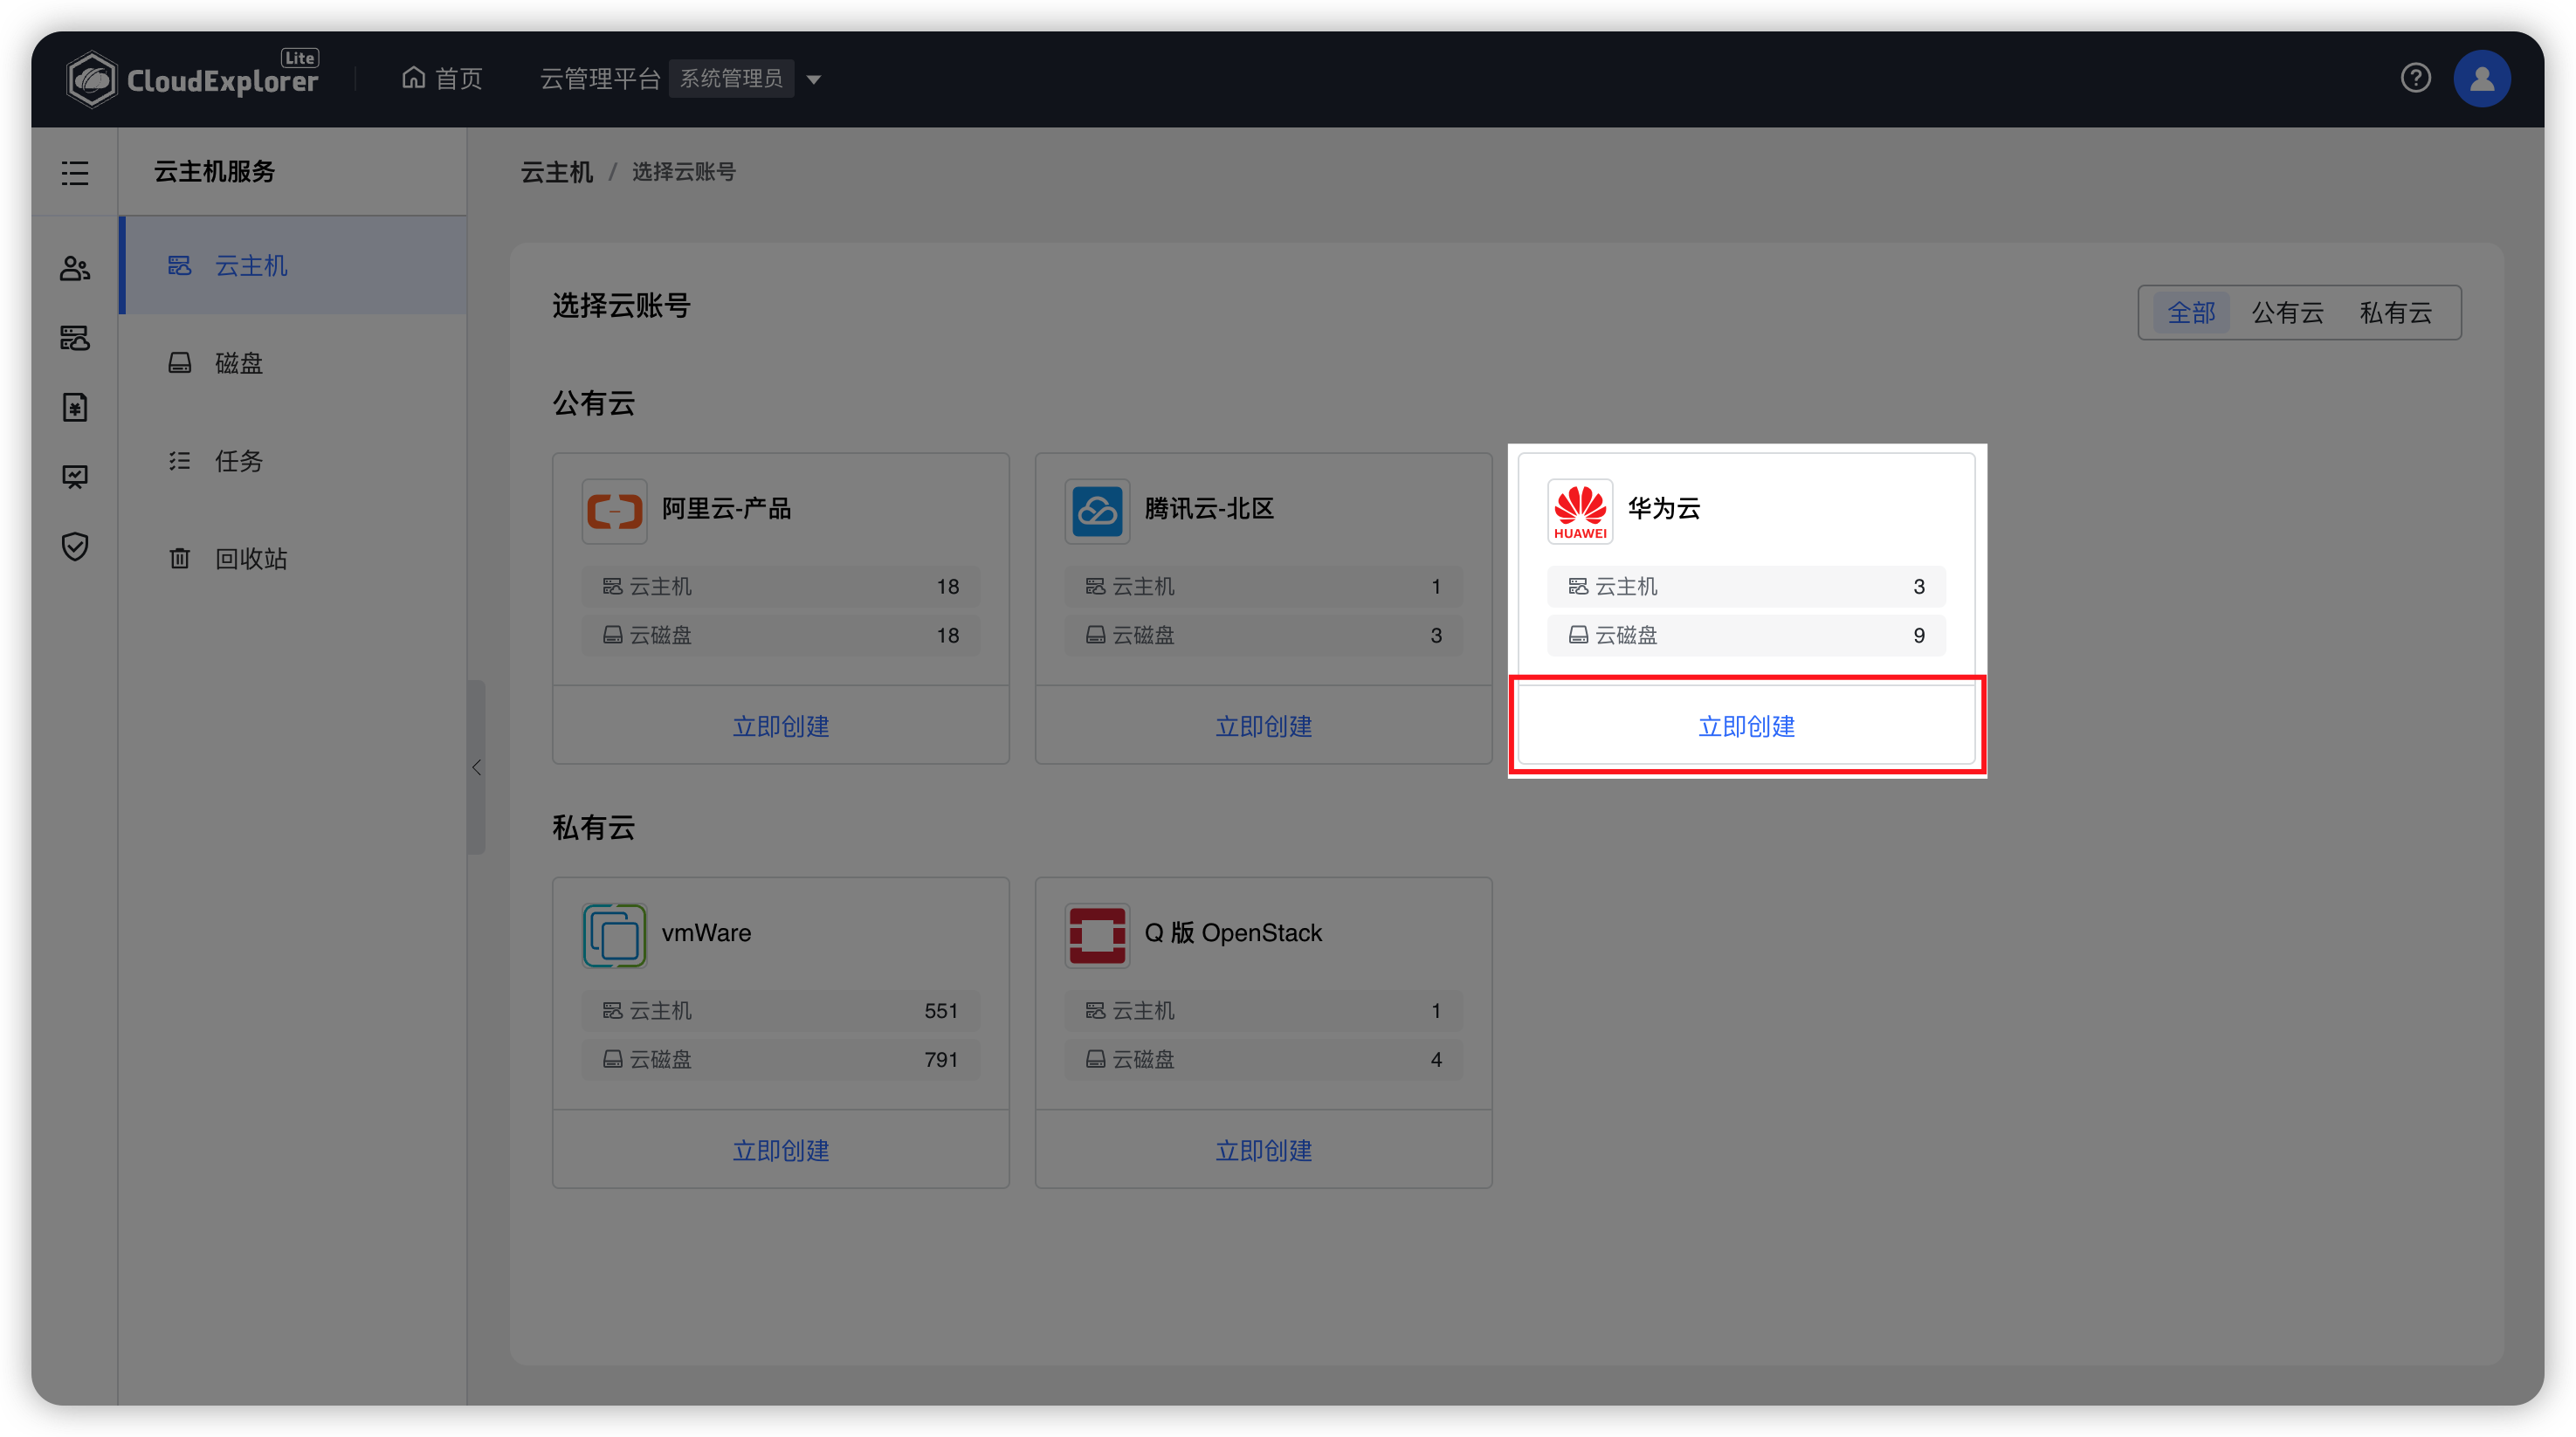 CloudExplorer Lite
首页
云管理平台 系统管理员
云主机服务
云主机
磁盘
任务
回收站
云主机 / 选择云账号
选择云账号
全部 公有云 私有云
公有云
阿里云-产品
云主机 18
云磁盘 18
立即创建
腾讯云-北区
云主机 1
云磁盘 3
立即创建
HUAWEI
华为云
云主机 3
云磁盘 9
立即创建
私有云
vmWare
云主机 551
云磁盘 791
立即创建
Q 版 OpenStack
云主机 1
云磁盘 4
立即创建